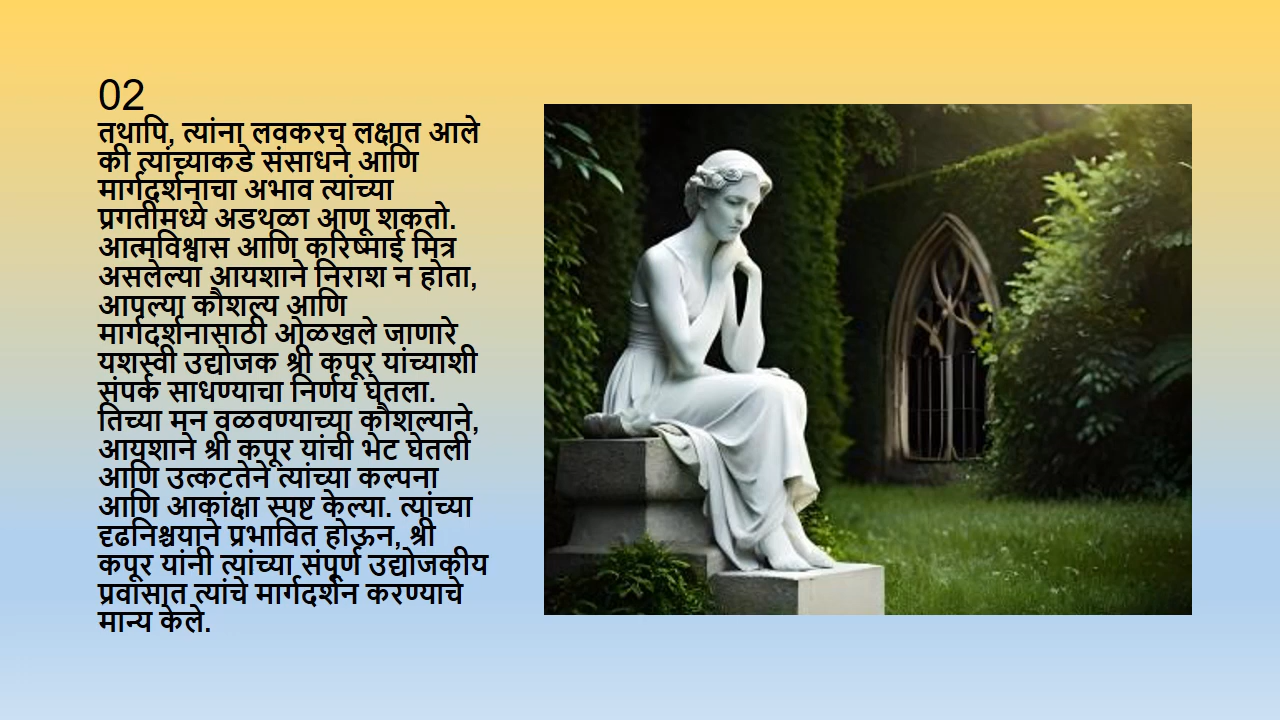 02
तथापि, त्यांना लवकरच लक्षात आले
की त्यांच्याकडे संसाधने आणि
मार्गदर्शनाचा अभाव त्यांच्या
प्रगतीमध्ये अडथळा आणू शकतो.
आत्मविश्वास आणि करिष्माई मित्र
असलेल्या आयशाने निराश न होता,
आपल्या कौशल्य आणि
मार्गदर्शनासाठी ओळखले जाणारे
यशस्वी उद्योजक श्री कपूर यांच्याशी
संपर्क साधण्याचा निर्णय घेतला.
तिच्या मन वळवण्याच्या कौशल्याने,
आयशाने श्री कपूर यांची भेट घेतली
आणि उत्कटतेने त्यांच्या कल्पना
आणि आकांक्षा स्पष्ट केल्या. त्यांच्या
दृढनिश्चयाने प्रभावित होऊन, श्री
कपूर यांनी त्यांच्या संपूर्ण उद्योजकीय
प्रवासात त्यांचे मार्गदर्शन करण्याचे
मान्य केले.